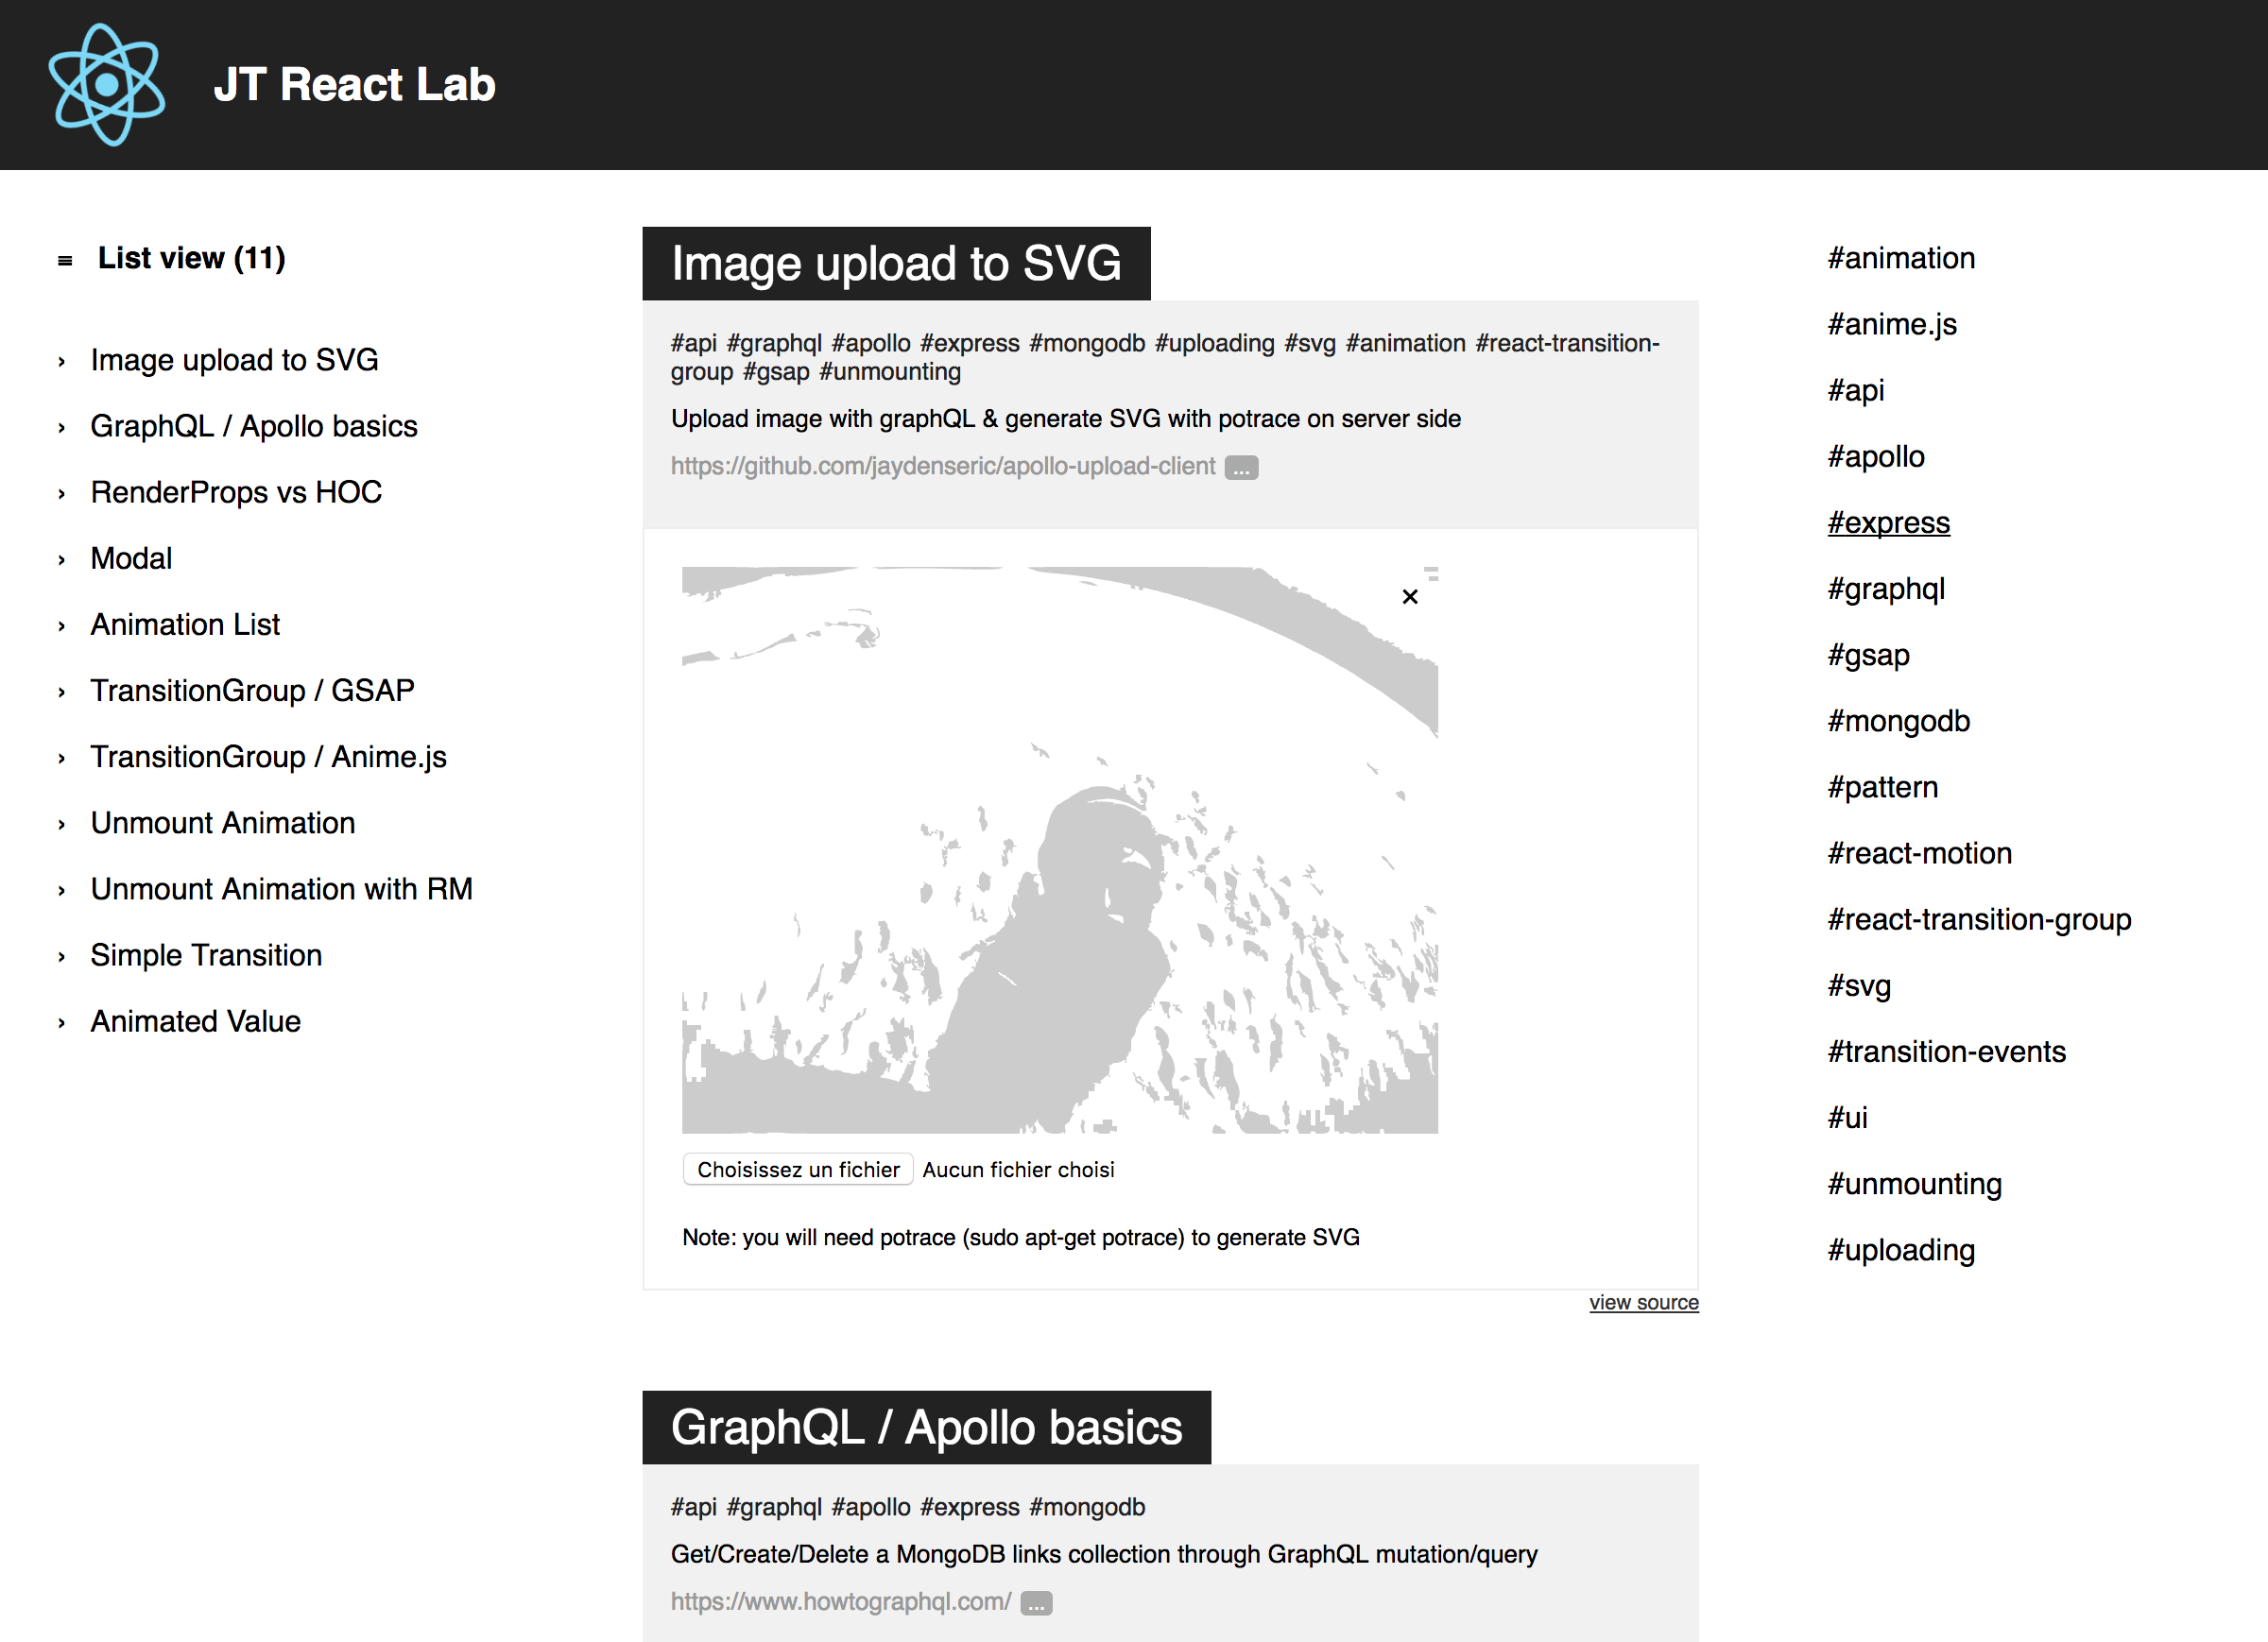 JT React Lab
≡ List view (11)
› Image upload to SVG
› GraphQL / Apollo basics
› RenderProps vs HOC
› Modal
› Animation List
› TransitionGroup / GSAP
› TransitionGroup / Anime.js
› Unmount Animation
› Unmount Animation with RM
› Simple Transition
› Animated Value
Image upload to SVG
#api #graphql #apollo #express #mongodb #uploading #svg #animation #react-transition-
group #gsap #unmounting
Upload image with graphQL & generate SVG with potrace on server side
https://github.com/jaydenseric/apollo-upload-client ...
×
Choisissez un fichier Aucun fichier choisi
Note: you will need potrace (sudo apt-get potrace) to generate SVG
view source
GraphQL / Apollo basics
#api #graphql #apollo #express #mongodb
Get/Create/Delete a MongoDB links collection through GraphQL mutation/query
https://www.howtographql.com/ ...
#animation
#anime.js
#api
#apollo
#express
#graphql
#gsap
#mongodb
#pattern
#react-motion
#react-transition-group
#svg
#transition-events
#ui
#unmounting
#uploading